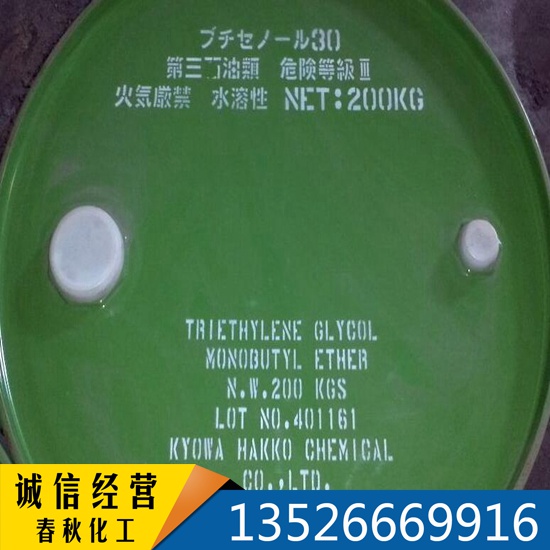 ブチセノール30
第三石油類 危険等級Ⅲ
火気厳禁 水溶性 NET:200KG
TRIETHYLENE GLYCOL
MONOBUTYL ETHER
N.W.200 KGS
LOT NO.401161
KYOWA HAKKO CHEMICAL
CO.,LTD.
诚信经营
春秋化工
13526669916